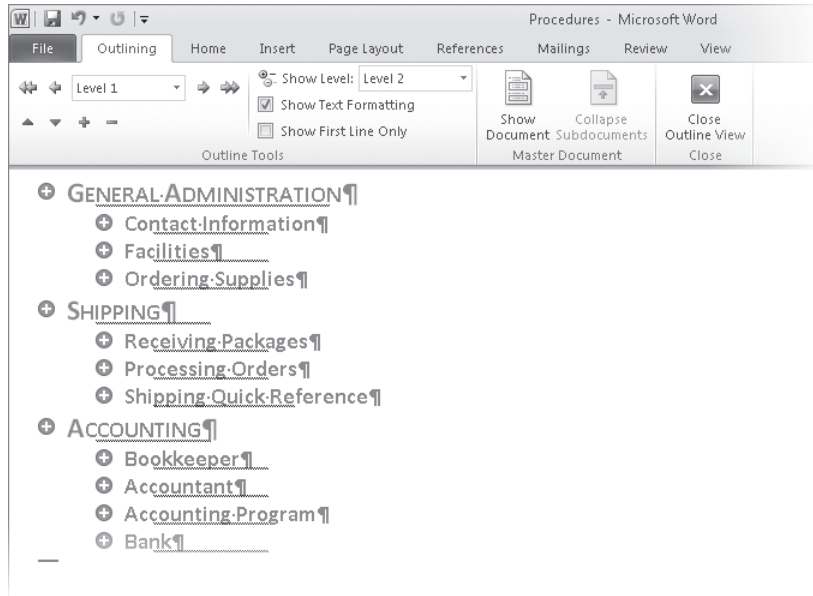 Procedures - Microsoft Word
File Outlining Home Insert Page Layout References Mailings Review View
Level 1
Show Level: Level 2
Show Text Formatting
Show First Line Only
Outline Tools
Show Document
Collapse Subdocuments
Master Document
Close Outline View
Close
GENERAL·ADMINISTRATION¶
Contact·Information¶
Facilities¶
Ordering·Supplies¶
SHIPPING¶
Receiving·Packages¶
Processing·Orders¶
Shipping·Quick·Reference¶
ACCOUNTING¶
Bookkeeper¶
Accountant¶
Accounting·Program¶
Bank¶